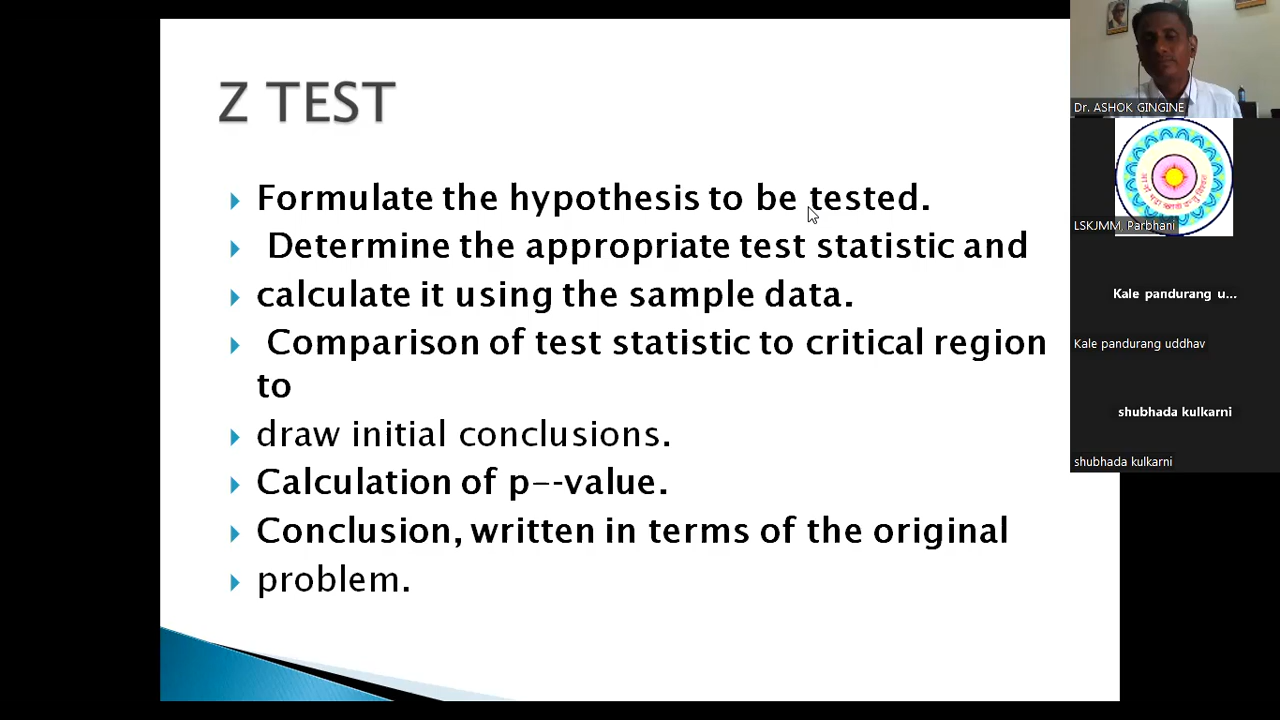 Z TEST
Formulate the hypothesis to be tested.
Determine the appropriate test statistic and
calculate it using the sample data.
Comparison of test statistic to critical region
to
draw initial conclusions.
Calculation of p–-value.
Conclusion, written in terms of the original
problem.
Dr. ASHOK GINGINE
LSKJMM, Parbhani
Kale pandurang u...
Kale pandurang uddhav
shubhada kulkarni
shubhada kulkarni